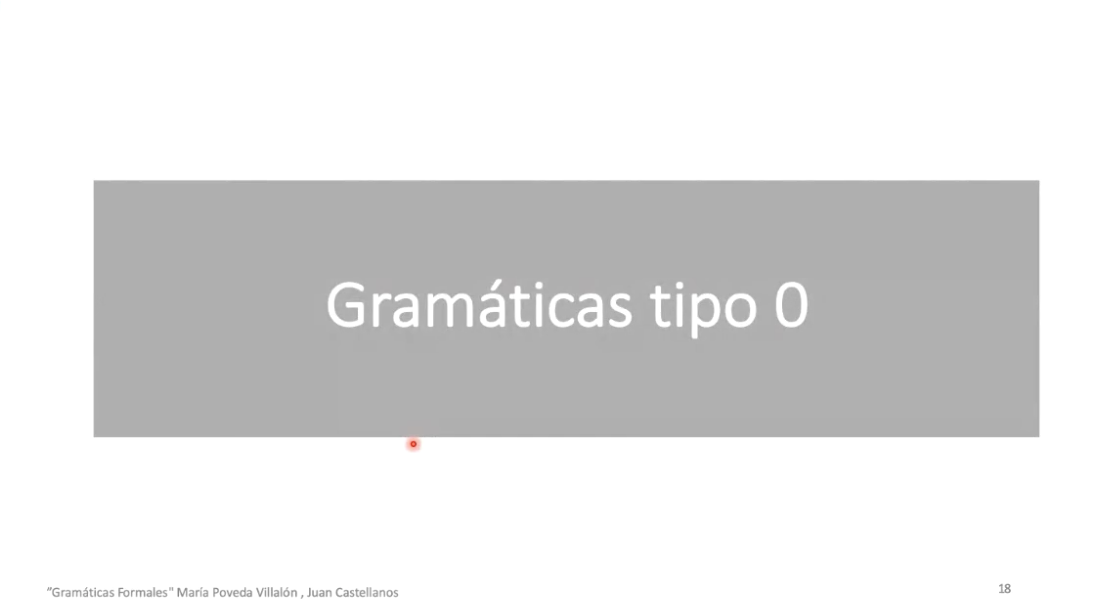 Gramáticas tipo 0
“Gramáticas Formales" María Poveda Villalón , Juan Castellanos
18